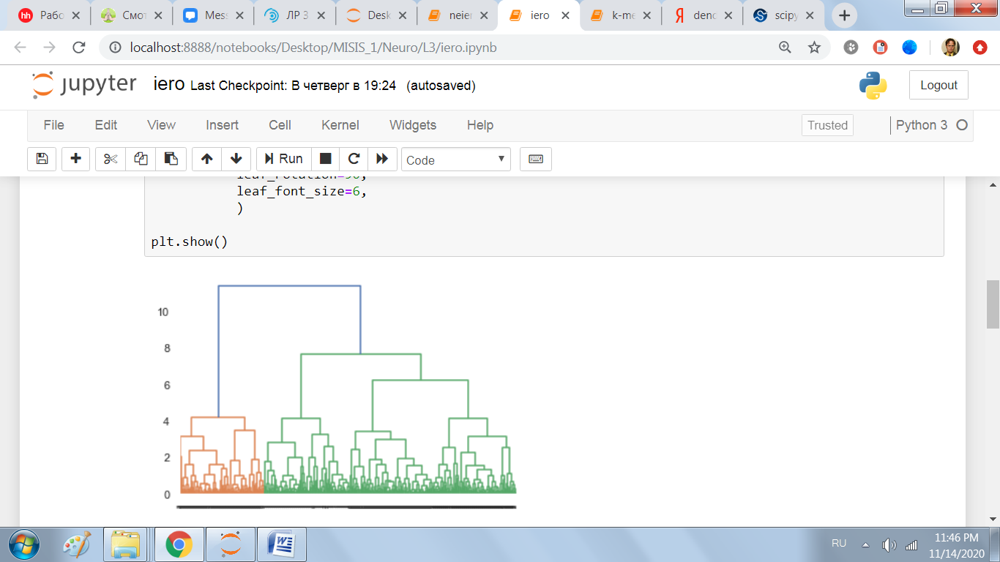 hh Рабо Смот Mess ЛР 3 Desk neier iero k-me Я denc scipy
localhost:8888/notebooks/Desktop/MISIS_1/Neuro/L3/iero.ipynb
jupyter iero Last Checkpoint: В четверг в 19:24 (autosaved) Logout
File Edit View Insert Cell Kernel Widgets Help Trusted Python 3
Run Code
leaf_rotation=90,
leaf_font_size=6,
)
plt.show()
10
8
6
4
2
0
RU 11:46 PM
11/14/2020